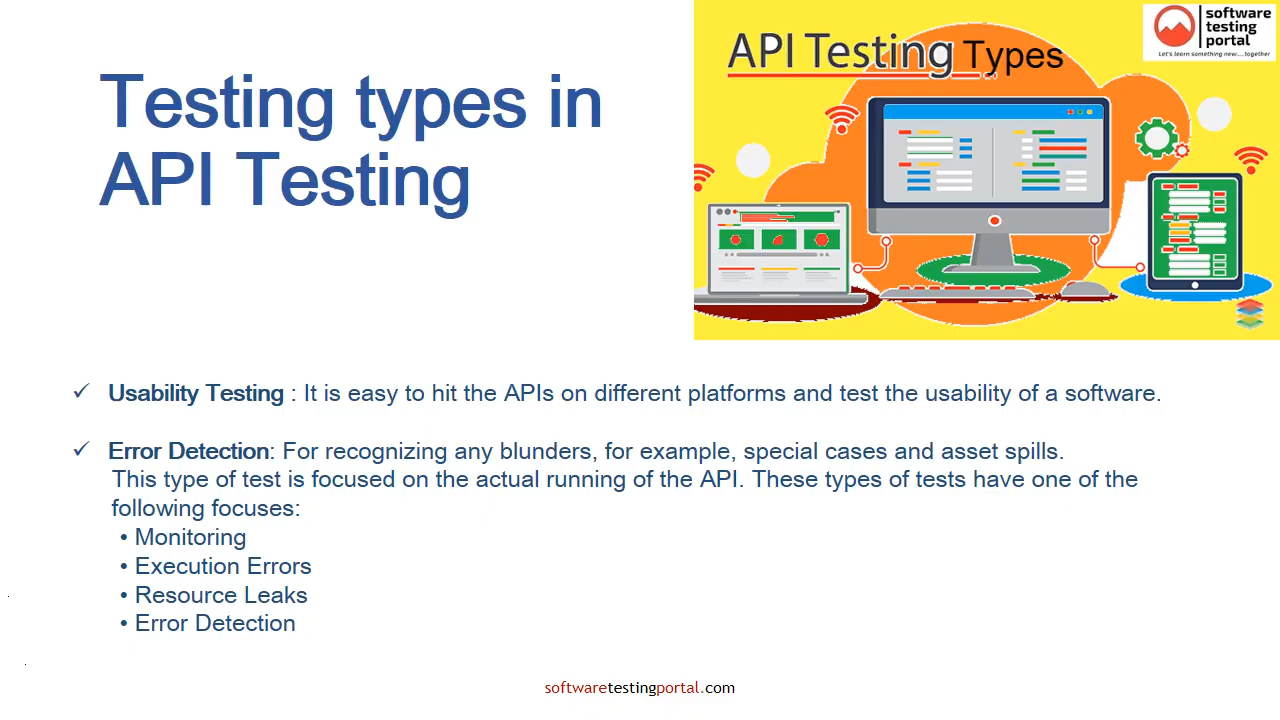 Testing types in
API Testing
API Testing Types
software
testing
portal
Let's learn something new....together
✓ Usability Testing : It is easy to hit the APIs on different platforms and test the usability of a software.
✓ Error Detection: For recognizing any blunders, for example, special cases and asset spills.
This type of test is focused on the actual running of the API. These types of tests have one of the
following focuses:
• Monitoring
• Execution Errors
• Resource Leaks
• Error Detection
softwaretestingportal.com